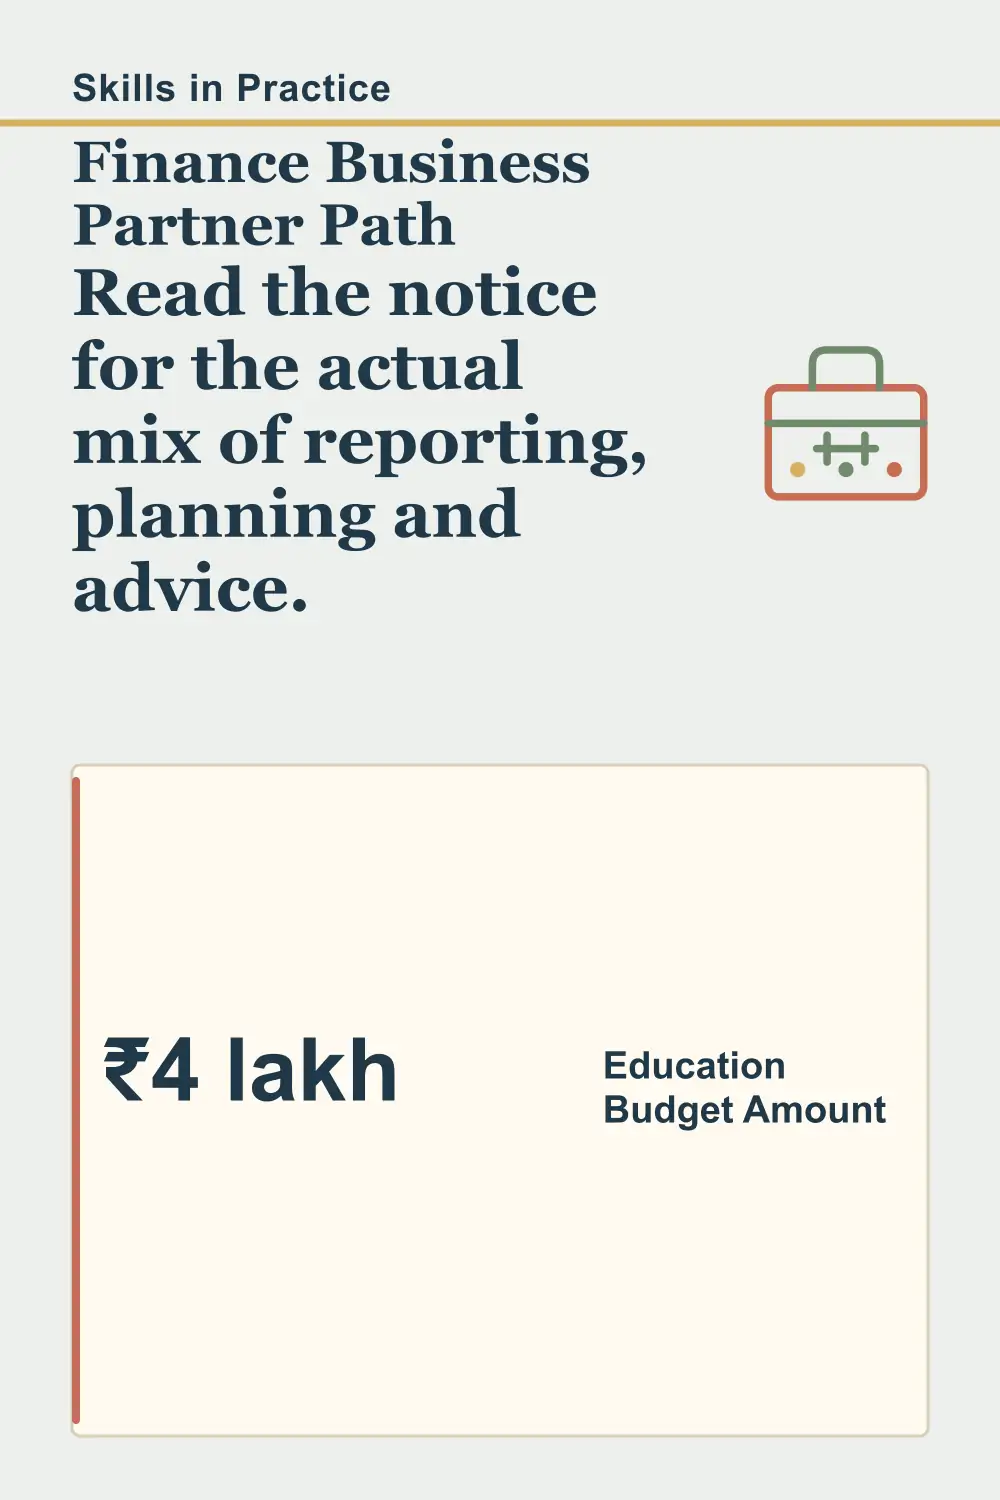 Skills in Practice
Finance Business
Partner Path
Read the notice
for the actual
mix of reporting,
planning and
advice.
₹4 lakh
Education
Budget Amount